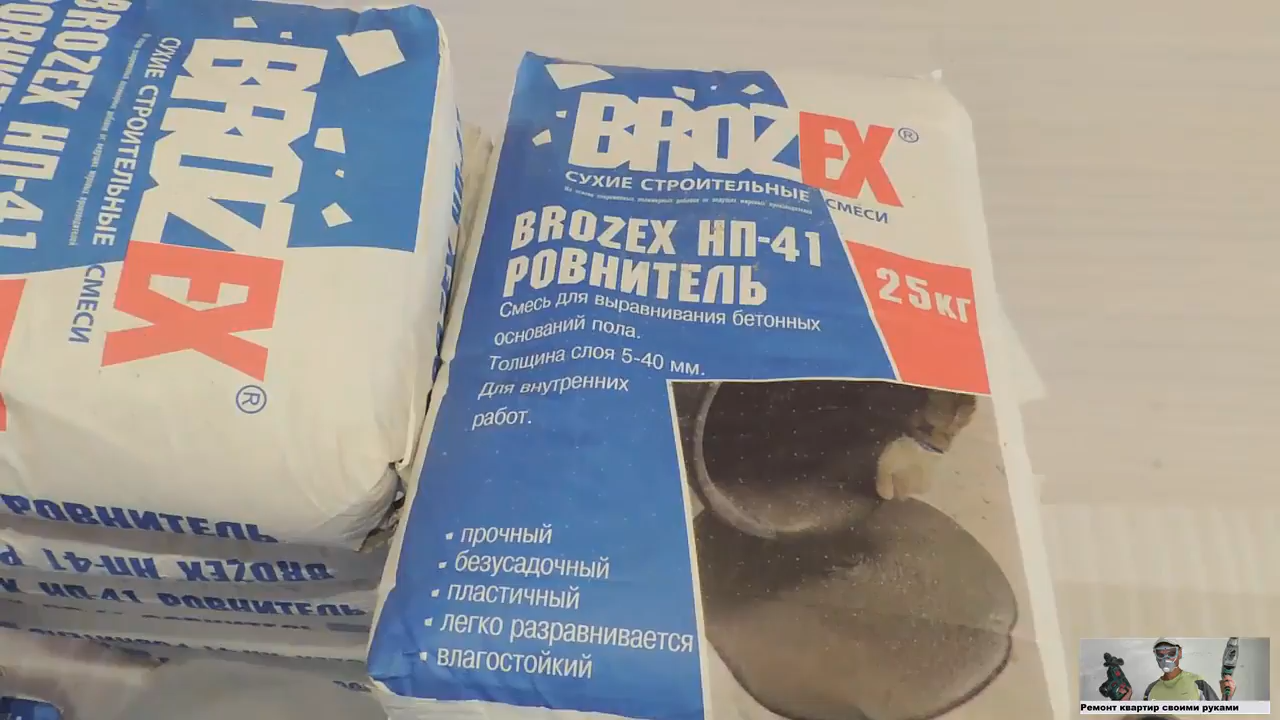 BROZEX®
СУХИЕ СТРОИТЕЛЬНЫЕ СМЕСИ
BROZEX НП-41
РОВНИТЕЛЬ
25кг
Смесь для выравнивания бетонных
оснований пола.
Толщина слоя 5-40 мм.
Для внутренних
работ.
▪ прочный
▪ безусадочный
▪ пластичный
▪ легко разравнивается
▪ влагостойкий
BROZEX®
СУХИЕ СТРОИТЕЛЬНЫЕ СМЕСИ
BROZEX НП-41
РОВНИТЕЛЬ
BROZEX НП-41
НП-41 РОВНИТЕЛЬ
Ремонт квартир своими руками